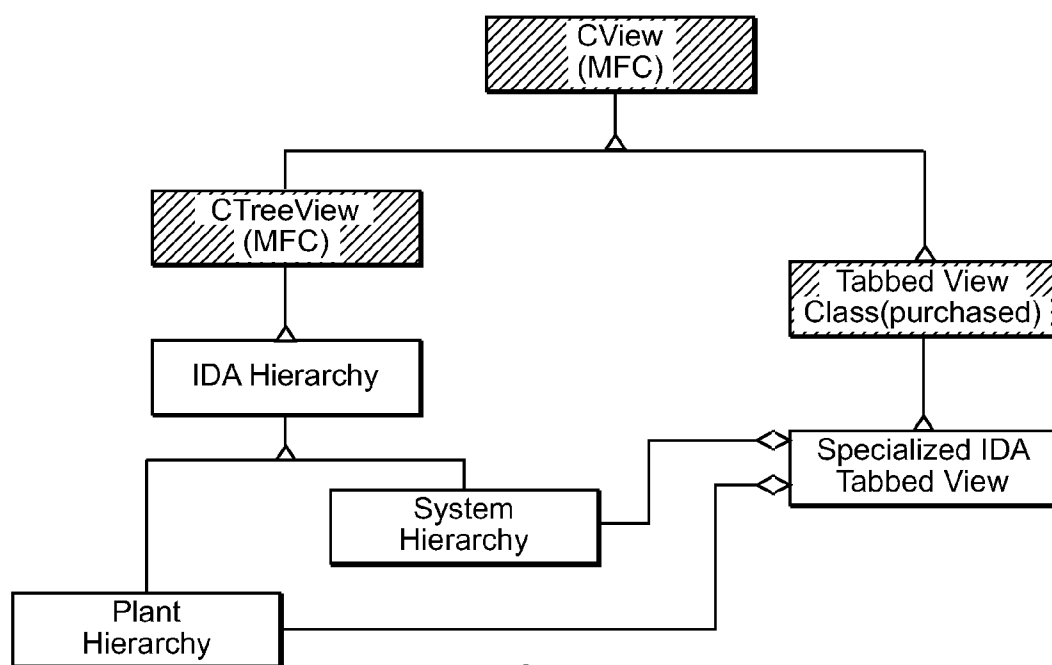 CView
(MFC)
CTreeView
(MFC)
Tabbed View
Class(purchased)
IDA Hierarchy
Specialized IDA
Tabbed View
System
Hierarchy
Plant
Hierarchy